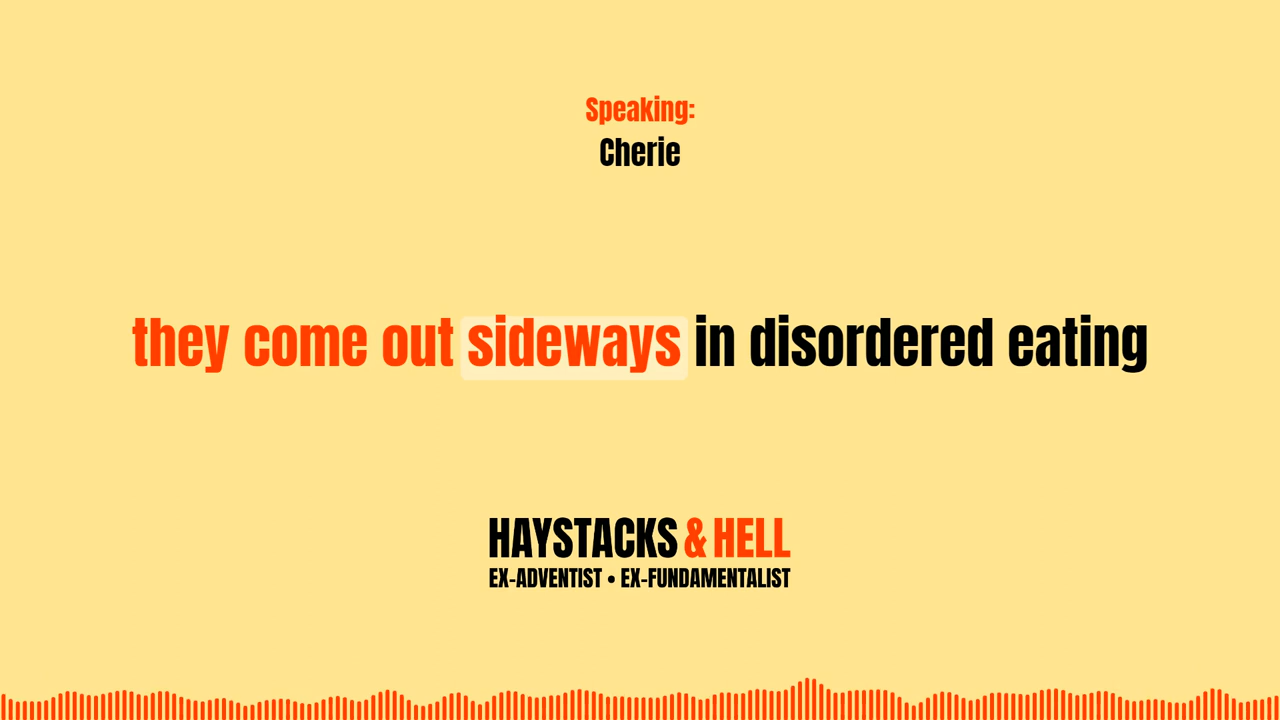 Speaking:
Cherie
they come out sideways in disordered eating
HAYSTACKS & HELL
EX-ADVENTIST • EX-FUNDAMENTALIST